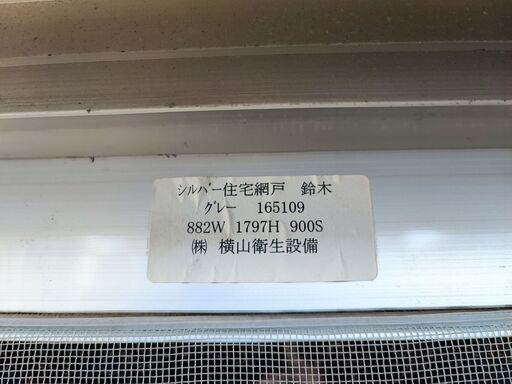 ｼﾙﾊﾞｰ住宅網戸　鈴木
ｸﾞﾚｰ　165109
882W 1797H 900S
㈱ 横山衛生設備